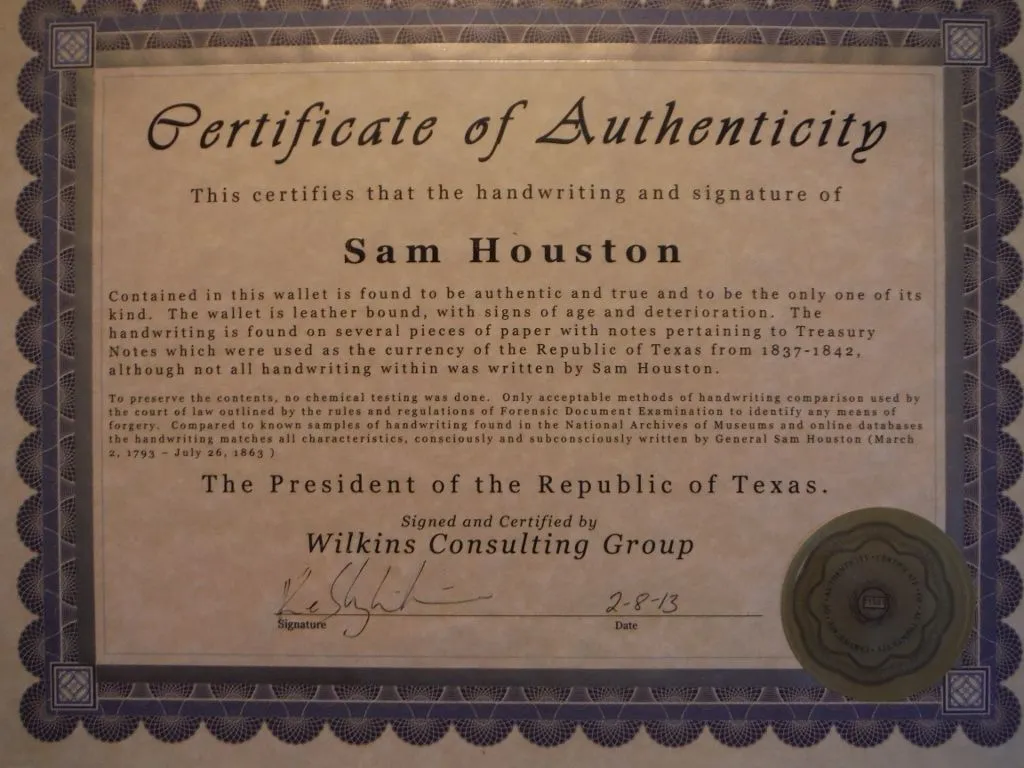 Certificate of Authenticity
This certifies that the handwriting and signature of
Sam Houston
Contained in this wallet is found to be authentic and true and to be the only one of its
kind. The wallet is leather bound, with signs of age and deterioration. The
handwriting is found on several pieces of paper with notes pertaining to Treasury
Notes which were used as the currency of the Republic of Texas from 1837-1842,
although not all handwriting within was written by Sam Houston.
To preserve the contents, no chemical testing was done. Only acceptable methods of handwriting comparison used by
the court of law outlined by the rules and regulations of Forensic Document Examination to identify any means of
forgery. Compared to known samples of handwriting found in the National Archives of Museums and online databases
the handwriting matches all characteristics, consciously and subconsciously written by General Sam Houston (March
2, 1793 – July 26, 1863 )
The President of the Republic of Texas.
Signed and Certified by
Wilkins Consulting Group
2-8-13
Signature Date